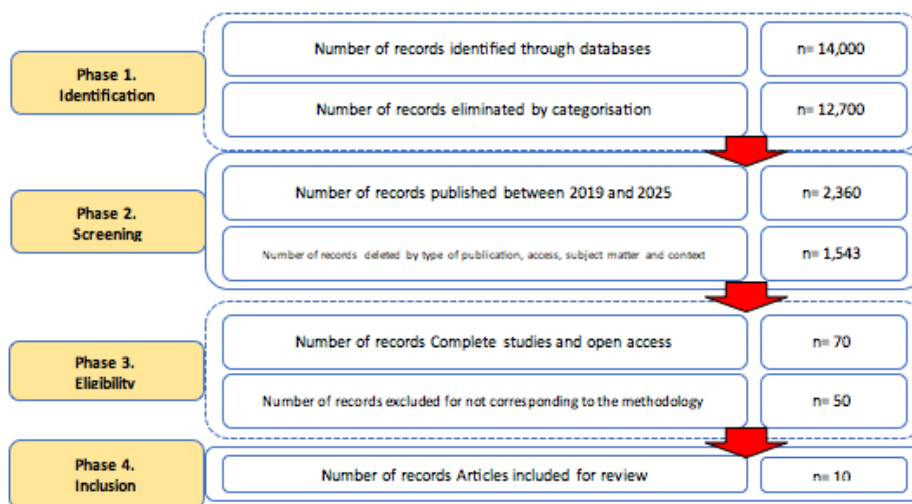 Phase 1.
Identification
Number of records identified through databases
n= 14,000
Number of records eliminated by categorisation
n= 12,700
Phase 2.
Screening
Number of records published between 2019 and 2025
n= 2,360
Number of records deleted by type of publication, access, subject matter and context
n= 1,543
Phase 3.
Eligibility
Number of records Complete studies and open access
n= 70
Number of records excluded for not corresponding to the methodology
n= 50
Phase 4.
Inclusion
Number of records Articles included for review
n= 10